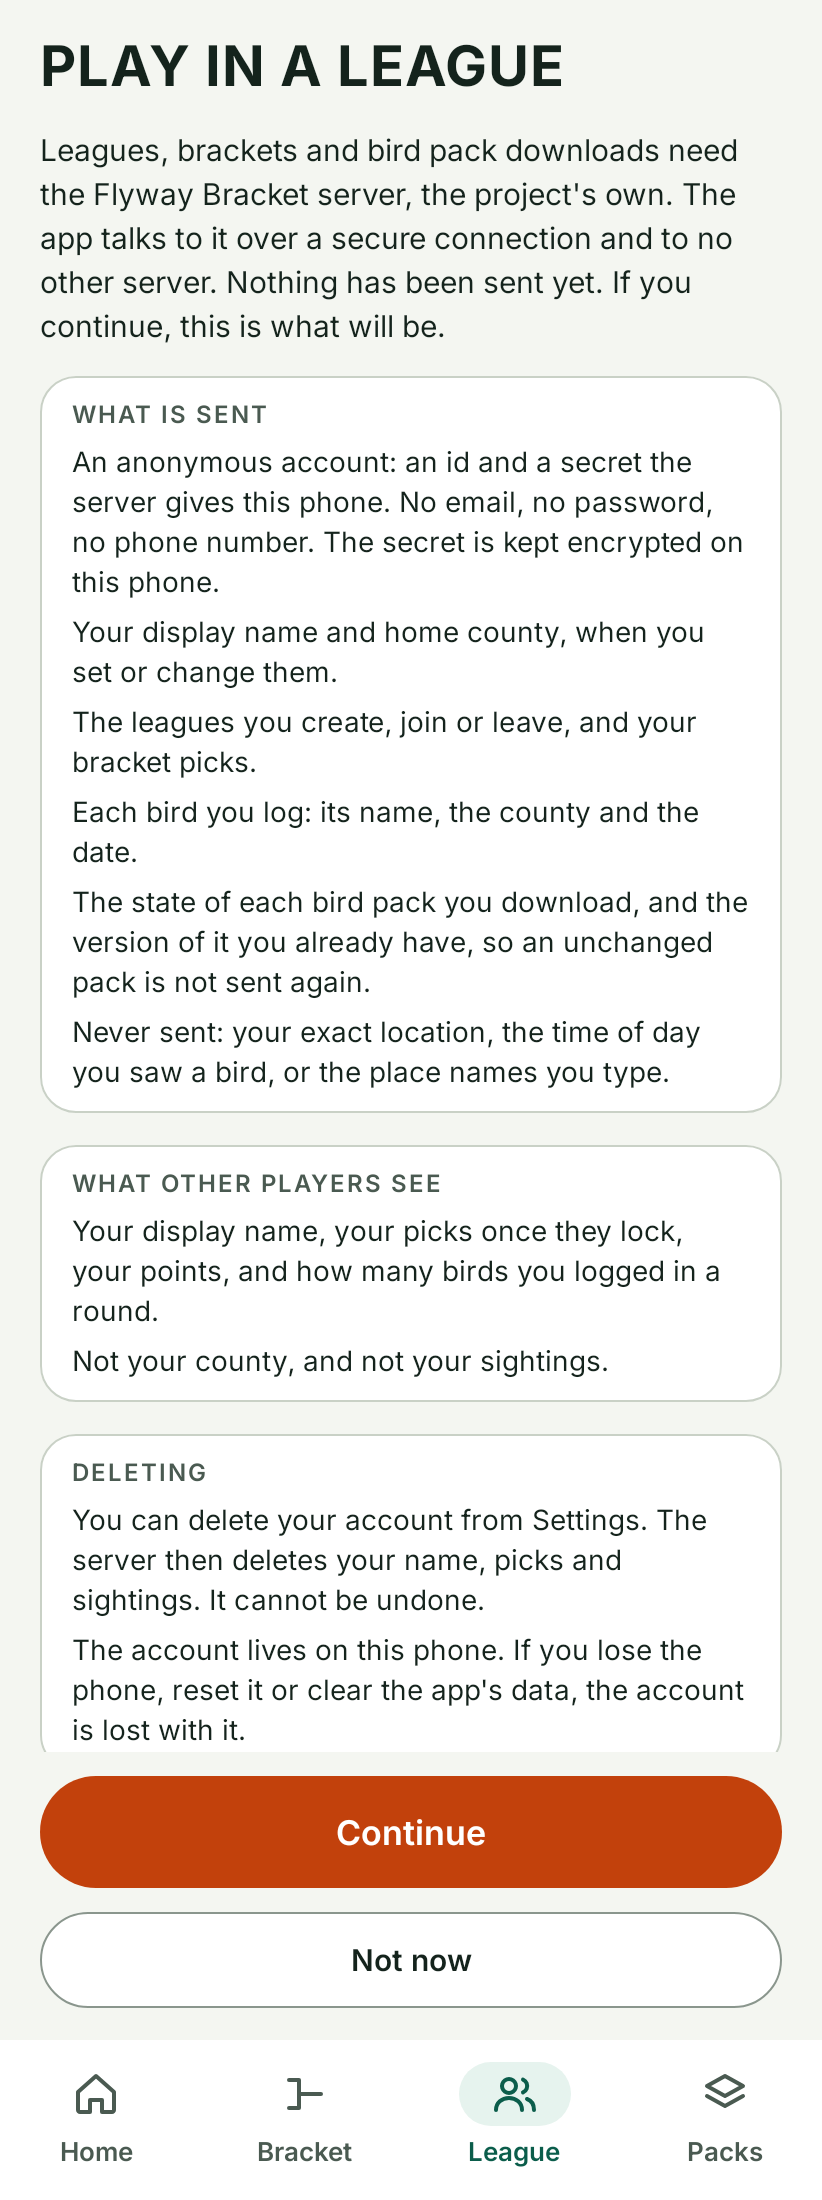 PLAY IN A LEAGUE
Leagues, brackets and bird pack downloads need
the Flyway Bracket server, the project's own. The
app talks to it over a secure connection and to no
other server. Nothing has been sent yet. If you
continue, this is what will be.
WHAT IS SENT
An anonymous account: an id and a secret the
server gives this phone. No email, no password,
no phone number. The secret is kept encrypted on
this phone.
Your display name and home county, when you
set or change them.
The leagues you create, join or leave, and your
bracket picks.
Each bird you log: its name, the county and the
date.
The state of each bird pack you download, and the
version of it you already have, so an unchanged
pack is not sent again.
Never sent: your exact location, the time of day
you saw a bird, or the place names you type.
WHAT OTHER PLAYERS SEE
Your display name, your picks once they lock,
your points, and how many birds you logged in a
round.
Not your county, and not your sightings.
DELETING
You can delete your account from Settings. The
server then deletes your name, picks and
sightings. It cannot be undone.
The account lives on this phone. If you lose the
phone, reset it or clear the app's data, the account
is lost with it.
Continue
Not now
Home
Bracket
League
Packs